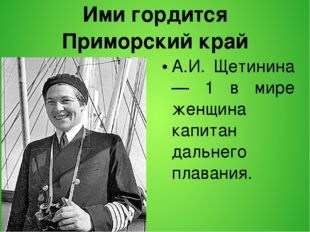 Ими гордится
Приморский край
• А.И. Щетинина
— 1 в мире
женщина
капитан
дальнего
плавания.